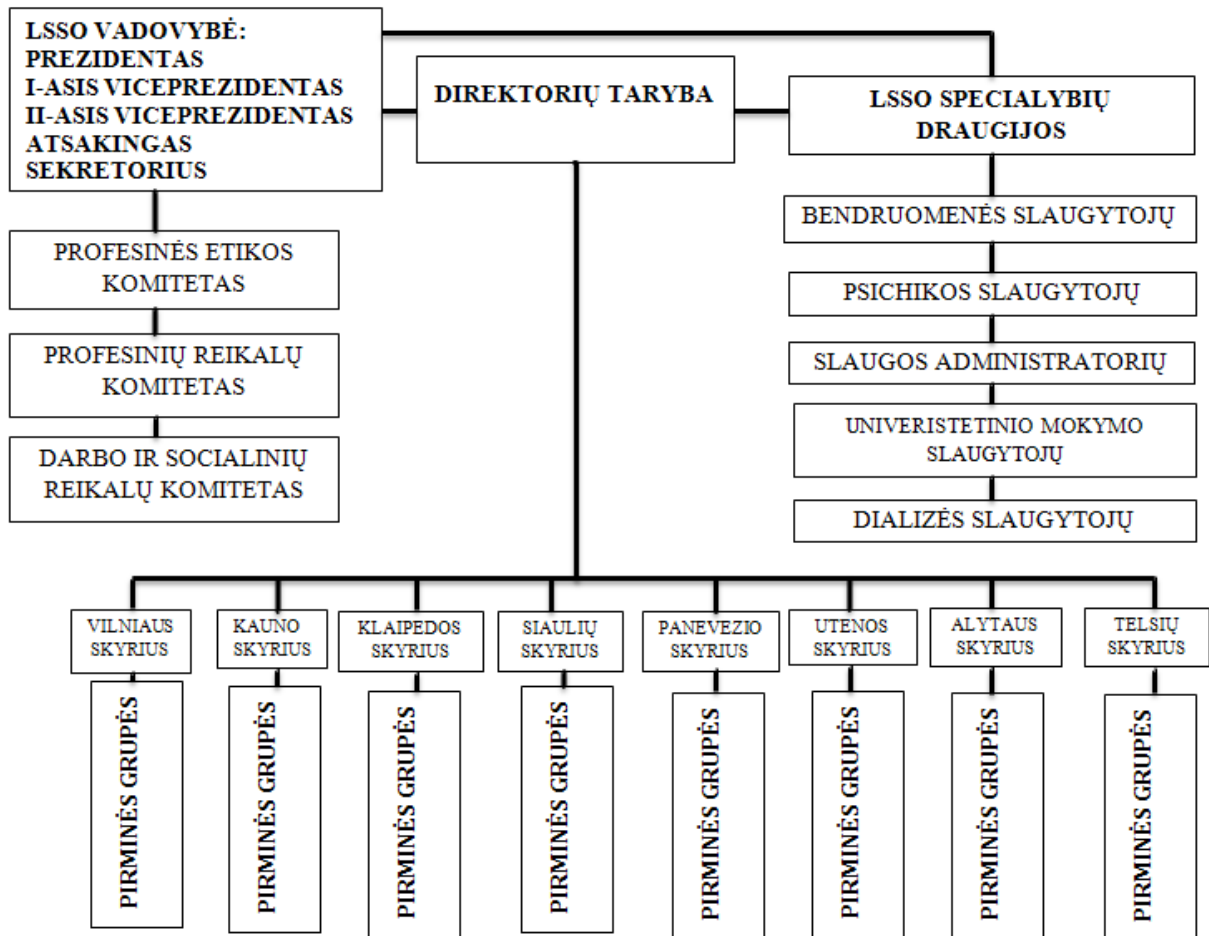 LSSO VADOVYBĖ:
PREZIDENTAS
I-ASIS VICEPREZIDENTAS
II-ASIS VICEPREZIDENTAS
ATSAKINGAS
SEKRETORIUS
DIREKTORIŲ TARYBA
LSSO SPECIALYBIŲ
DRAUGIJOS
PROFESINĖS ETIKOS
KOMITETAS
PROFESINIŲ REIKALŲ
KOMITETAS
DARBO IR SOCIALINIŲ
REIKALŲ KOMITETAS
BENDRUOMENĖS SLAUGYTOJŲ
PSICHIKOS SLAUGYTOJŲ
SLAUGOS ADMINISTRATORIŲ
UNIVERISTETINIO MOKYMO
SLAUGYTOJŲ
DIALIZĖS SLAUGYTOJŲ
VILNIAUS
SKYRIUS
KAUNO
SKYRIUS
KLAIPEDOS
SKYRIUS
SIAULIŲ
SKYRIUS
PANEVEZIO
SKYRIUS
UTENOS
SKYRIUS
ALYTAUS
SKYRIUS
TELSIŲ
SKYRIUS
PIRMINĖS GRUPĖS
PIRMINĖS GRUPĖS
PIRMINĖS GRUPĖS
PIRMINĖS GRUPĖS
PIRMINĖS GRUPĖS
PIRMINĖS GRUPĖS
PIRMINĖS GRUPĖS
PIRMINĖS GRUPĖS